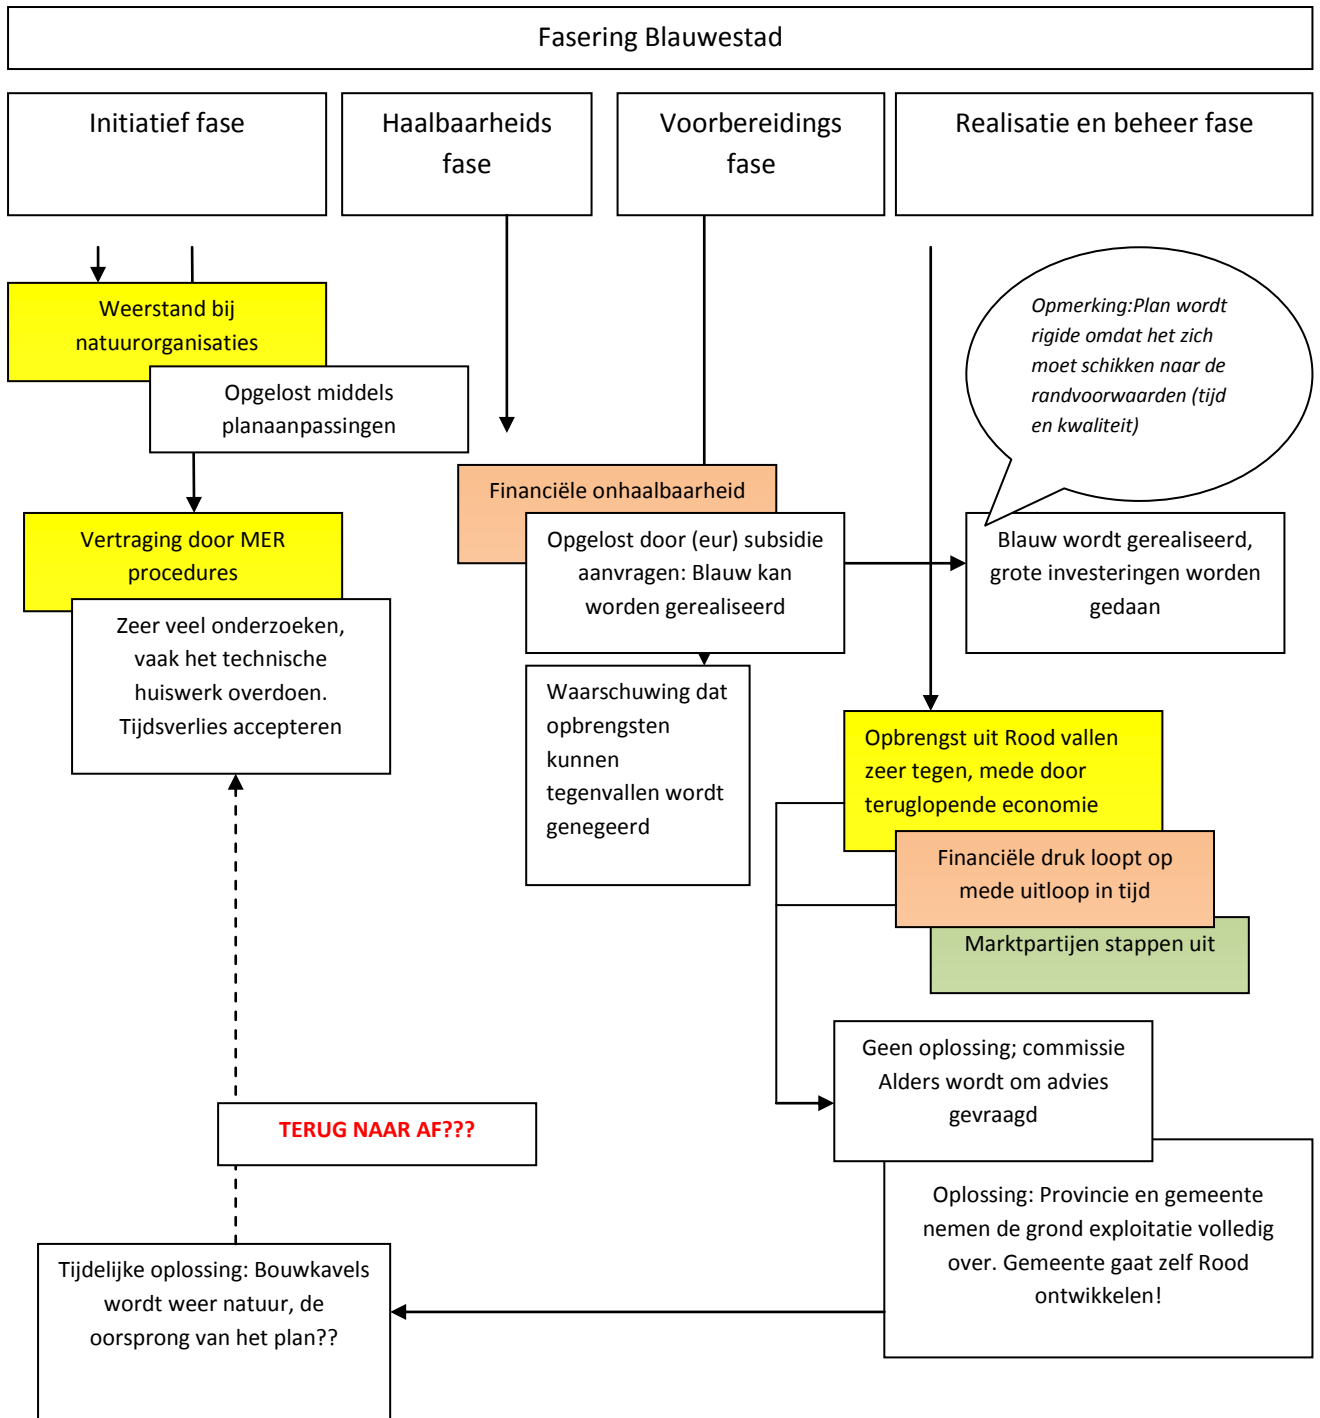 Fasering Blauwestad
Initiatief fase
Haalbaarheids
fase
Voorbereidings
fase
Realisatie en beheer fase
Weerstand bij
natuurorganisaties
Opgelost middels
planaanpassingen
Vertraging door MER
procedures
Zeer veel onderzoeken,
vaak het technische
huiswerk overdoen.
Tijdsverlies accepteren
Financiële onhaalbaarheid
Opgelost door (eur) subsidie
aanvragen: Blauw kan
worden gerealiseerd
Waarschuwing dat
opbrengsten
kunnen
tegenvallen wordt
genegeerd
Opmerking:Plan wordt
rigide omdat het zich
moet schikken naar de
randvoorwaarden (tijd
en kwaliteit)
Blauw wordt gerealiseerd,
grote investeringen worden
gedaan
Opbrengst uit Rood vallen
zeer tegen, mede door
teruglopende economie
Financiële druk loopt op
mede uitloop in tijd
Marktpartijen stappen uit
Geen oplossing; commissie
Alders wordt om advies
gevraagd
Oplossing: Provincie en gemeente
nemen de grond exploitatie volledig
over. Gemeente gaat zelf Rood
ontwikkelen!
TERUG NAAR AF???
Tijdelijke oplossing: Bouwkavels
wordt weer natuur, de
oorsprong van het plan??